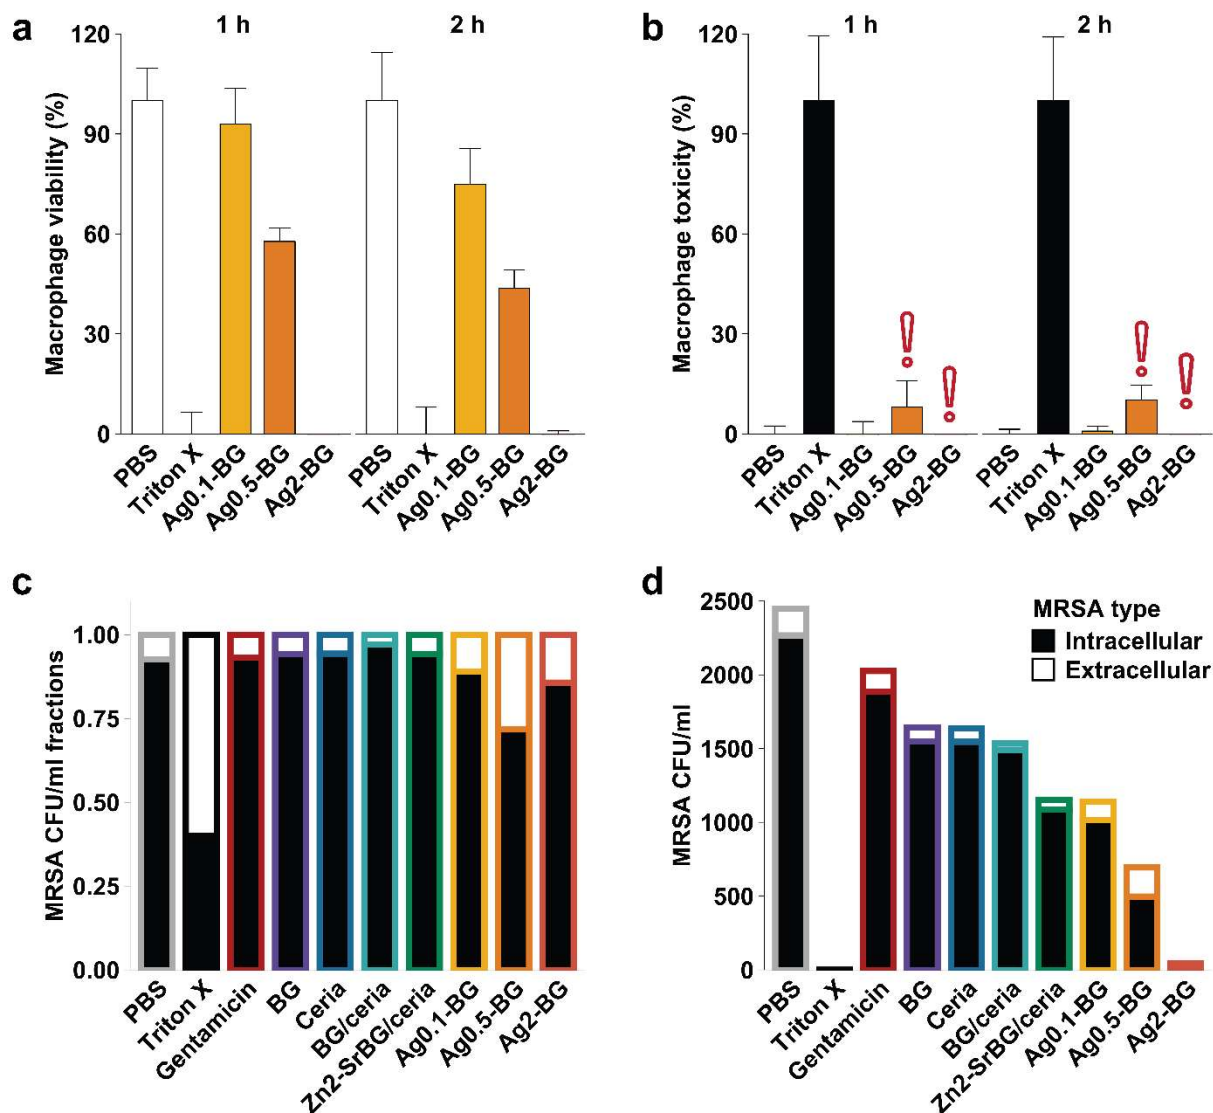 a
1 h
2 h
Macrophage viability (%)
120
90
60
30
0
PBS
Triton X
Ag0.1-BG
Ag0.5-BG
Ag2-BG
PBS
Triton X
Ag0.1-BG
Ag0.5-BG
Ag2-BG
b
1 h
2 h
Macrophage toxicity (%)
120
90
60
30
0
!
!
!
!
PBS
Triton X
Ag0.1-BG
Ag0.5-BG
Ag2-BG
PBS
Triton X
Ag0.1-BG
Ag0.5-BG
Ag2-BG
c
MRSA CFU/ml fractions
1.00
0.75
0.50
0.25
0.00
PBS
Triton X
Gentamicin
BG
Ceria
BG/ceria
Zn2-SrBG/ceria
Ag0.1-BG
Ag0.5-BG
Ag2-BG
d
MRSA CFU/ml
2500
2000
1500
1000
500
0
MRSA type
Intracellular
Extracellular
PBS
Triton X
Gentamicin
BG
Ceria
BG/ceria
Zn2-SrBG/ceria
Ag0.1-BG
Ag0.5-BG
Ag2-BG